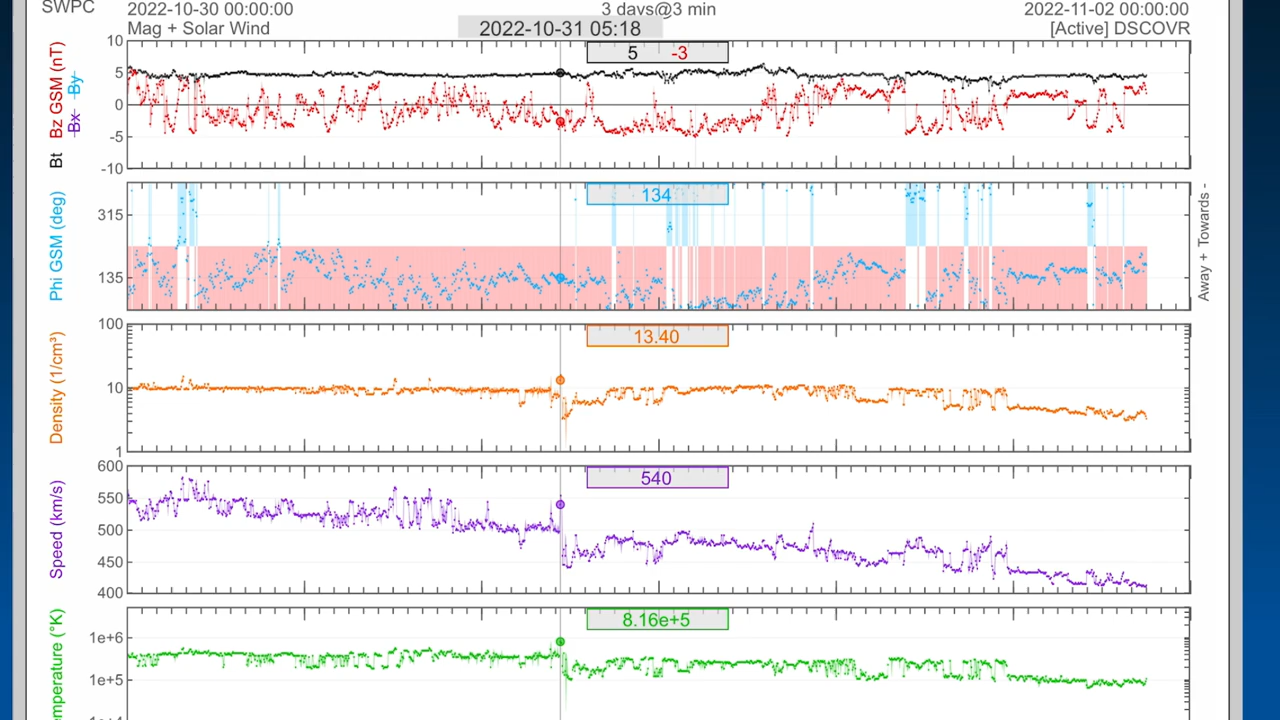 SWPC
2022-10-30 00:00:00
3 days@3 min
2022-11-02 00:00:00
Mag + Solar Wind
2022-10-31 05:18
[Active] DSCOVR
Bt Bz GSM (nT)
Bx By
10
5
0
-5
-10
5 -3
Phi GSM (deg)
315
135
134
Away + Towards -
Density (1/cm³)
100
10
1
13.40
Speed (km/s)
600
550
500
450
400
540
emperature (°K)
1e+6
1e+5
1e+4
8.16e+5